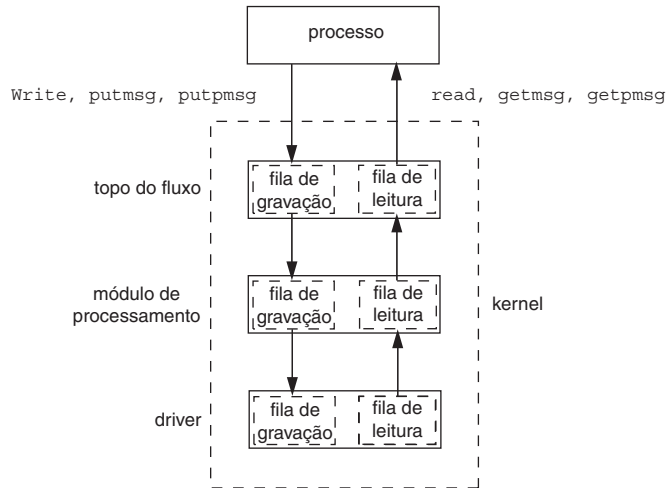 processo
Write, putmsg, putpmsg
read, getmsg, getpmsg
topo do fluxo
fila de
gravação
fila de
leitura
módulo de
processamento
fila de
gravação
fila de
leitura
kernel
driver
fila de
gravação
fila de
leitura